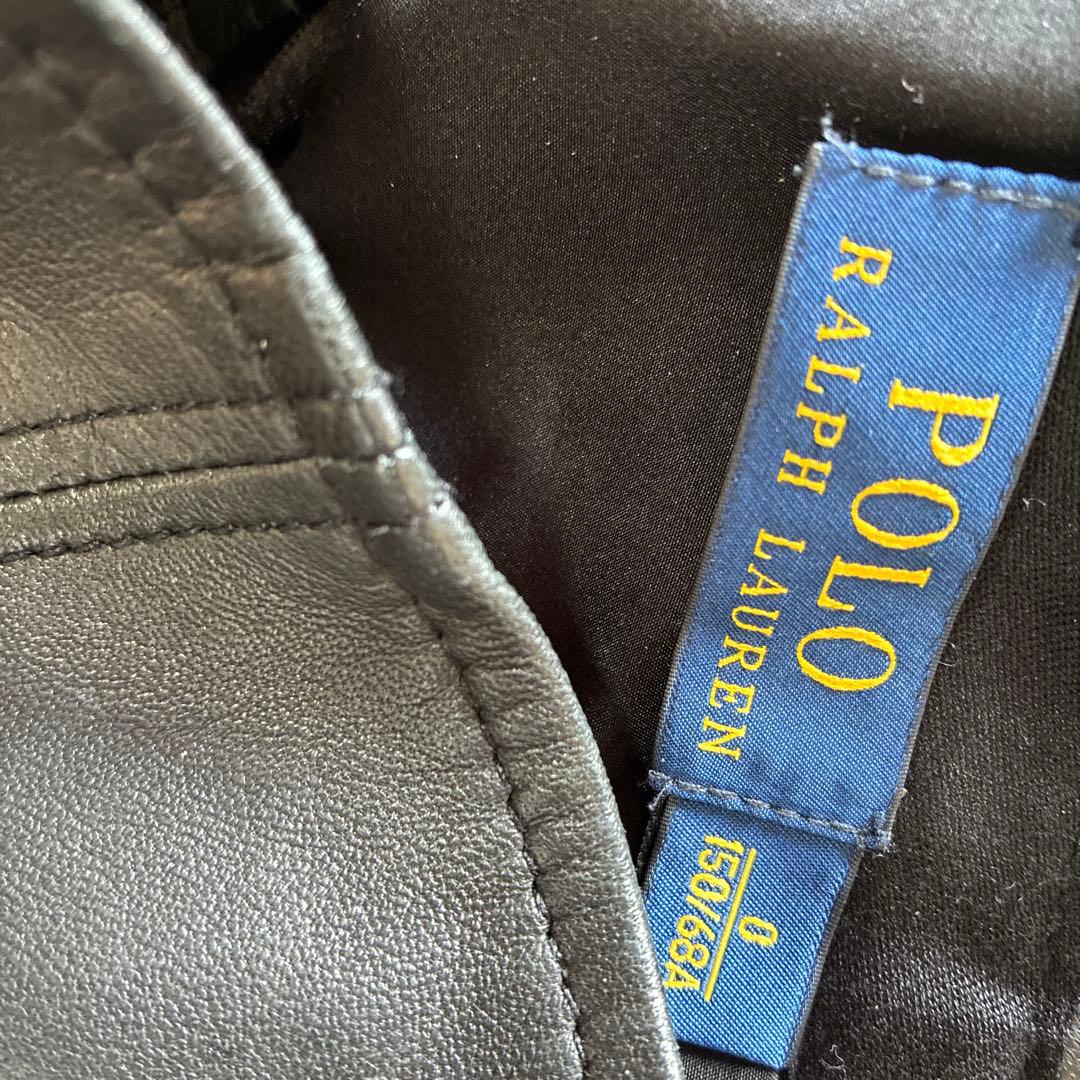 POLO
RALPH LAUREN
0
150/68A